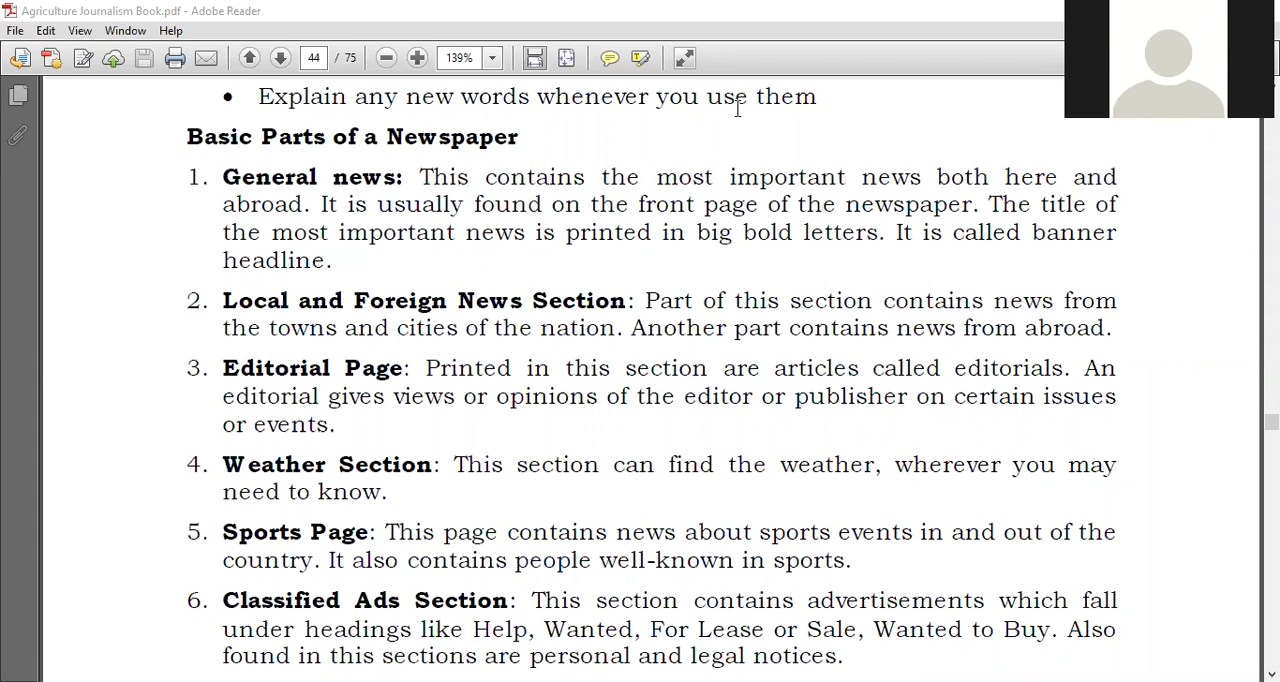 Agriculture Journalism Book.pdf - Adobe Reader
File Edit View Window Help
44 / 75 139%
• Explain any new words whenever you use them
Basic Parts of a Newspaper
1. General news: This contains the most important news both here and
abroad. It is usually found on the front page of the newspaper. The title of
the most important news is printed in big bold letters. It is called banner
headline.
2. Local and Foreign News Section: Part of this section contains news from
the towns and cities of the nation. Another part contains news from abroad.
3. Editorial Page: Printed in this section are articles called editorials. An
editorial gives views or opinions of the editor or publisher on certain issues
or events.
4. Weather Section: This section can find the weather, wherever you may
need to know.
5. Sports Page: This page contains news about sports events in and out of the
country. It also contains people well-known in sports.
6. Classified Ads Section: This section contains advertisements which fall
under headings like Help, Wanted, For Lease or Sale, Wanted to Buy. Also
found in this sections are personal and legal notices.